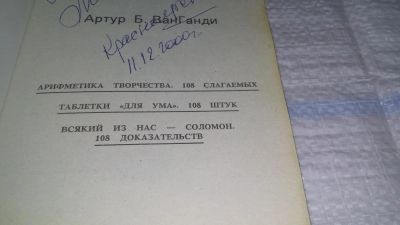 Артур Б. ВанГанди
Краснолр
11.12.2000г.
АРИФМЕТИКА ТВОРЧЕСТВА. 108 СЛАГАЕМЫХ
ТАБЛЕТКИ «ДЛЯ УМА». 108 ШТУК
ВСЯКИЙ ИЗ НАС — СОЛОМОН.
108 ДОКАЗАТЕЛЬСТВ